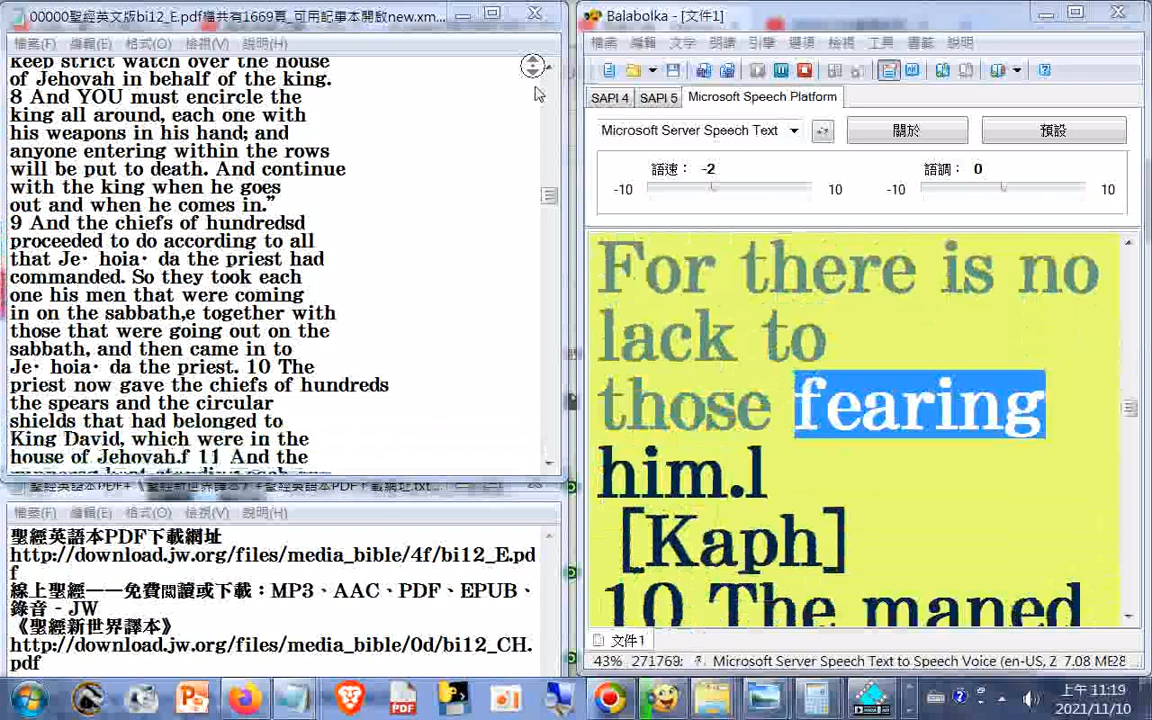 00000聖經英文版bi12_E.pdf檔共有1669頁_可用記事本開啟new.xm...
檔案(F) 編輯(E) 格式(O) 檢視(V) 說明(H)
keep strict watch over the house
of Jehovah in behalf of the king.
8 And YOU must encircle the
king all around, each one with
his weapons in his hand; and
anyone entering within the rows
will be put to death. And continue
with the king when he goes
out and when he comes in.”
9 And the chiefs of hundredsd
proceeded to do according to all
that Je· hoia· da the priest had
commanded. So they took each
one his men that were coming
in on the sabbath,e together with
those that were going out on the
sabbath, and then came in to
Je· hoia· da the priest. 10 The
priest now gave the chiefs of hundreds
the spears and the circular
shields that had belonged to
King David, which were in the
house of Jehovah.f 11 And the
檔案(F) 編輯(E) 格式(O) 檢視(V) 說明(H)
聖經英語本PDF下載網址
http://download.jw.org/files/media_bible/4f/bi12_E.pd
f
線上聖經——免費閱讀或下載：MP3、AAC、PDF、EPUB、
錄音 - JW
《聖經新世界譯本》
http://download.jw.org/files/media_bible/0d/bi12_CH.
pdf
Balabolka - [文件1]
檔案 編輯 文字 朗讀 引擎 選項 檢視 工具 書籤 說明
SAPI 4 SAPI 5 Microsoft Speech Platform
Microsoft Server Speech Text 關於 預設
語速： -2 語調： 0
-10 10 -10 10
For there is no
lack to
those fearing
him.l
[Kaph]
10 The maned
文件1
43% 271769: ? Microsoft Server Speech Text to Speech Voice (en-US, Z 7.08 ME28
上午 11:19
2021/11/10